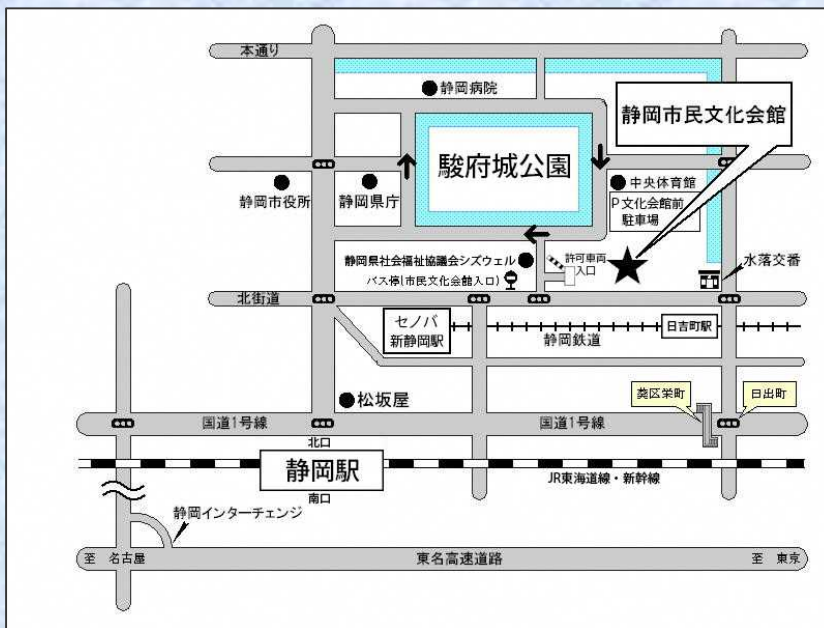 本通り
静岡病院
静岡市民文化会館
駿府城公園
中央体育館
静岡市役所
静岡県庁
P文化会館前
駐車場
静岡県社会福祉協議会シズウェル
許可車両
入口
水落交番
バス停(市民文化会館入口)
北街道
セノバ
新静岡駅
日吉町駅
静岡鉄道
松坂屋
葵区栄町
日出町
国道1号線
国道1号線
北口
静岡駅
JR東海道線・新幹線
南口
静岡インターチェンジ
至 名古屋
東名高速道路
至 東京